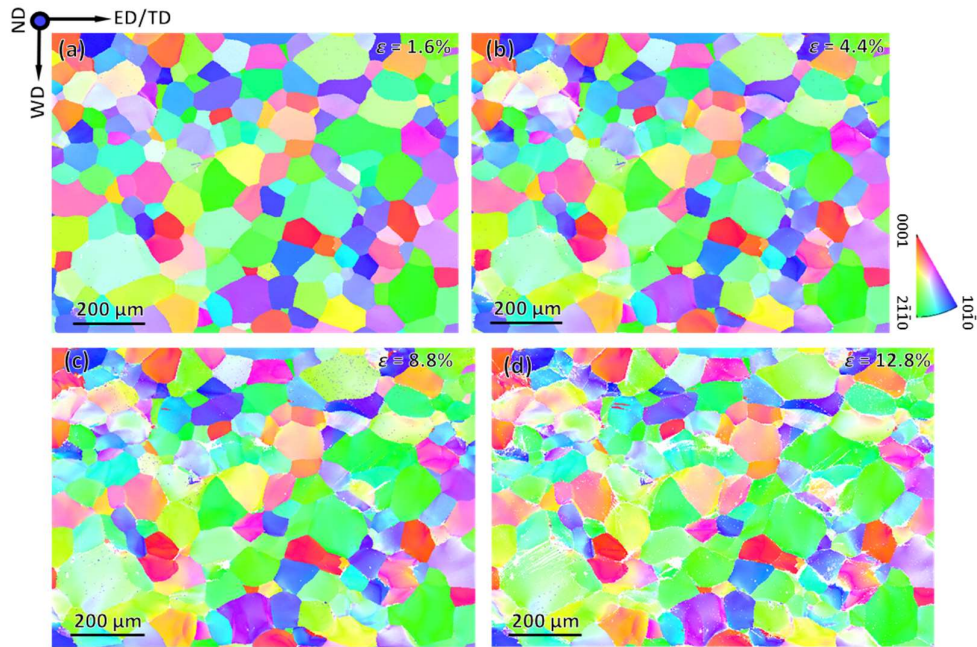 ND
ED/TD
WD
(a)
ε = 1.6%
200 µm
(b)
ε = 4.4%
200 µm
0001
2110
1010
(c)
ε = 8.8%
200 µm
(d)
ε = 12.8%
200 µm